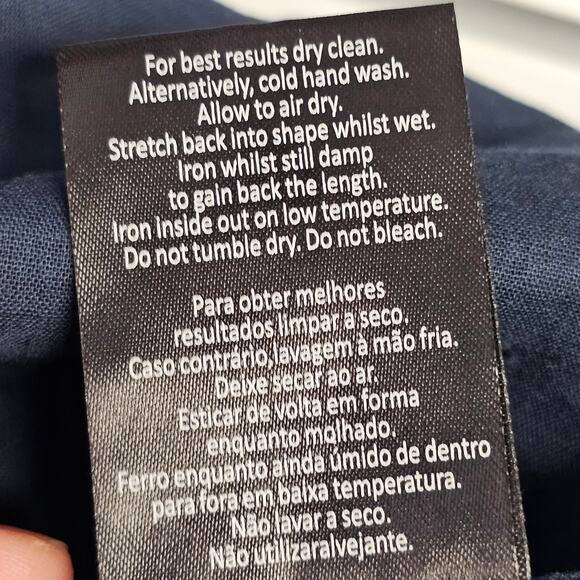 For best results dry clean.
Alternatively, cold hand wash.
Allow to air dry.
Stretch back into shape whilst wet.
Iron whilst still damp
to gain back the length.
Iron inside out on low temperature.
Do not tumble dry. Do not bleach.
Para obter melhores
resultados limpar a seco.
Caso contrário,lavagem à mão fria.
Deixe secar ao ar.
Esticar de volta em forma
enquanto molhado.
Ferro enquanto ainda úmido de dentro
para fora em baixa temperatura.
Não lavar a seco.
Não utilizaralvejante.